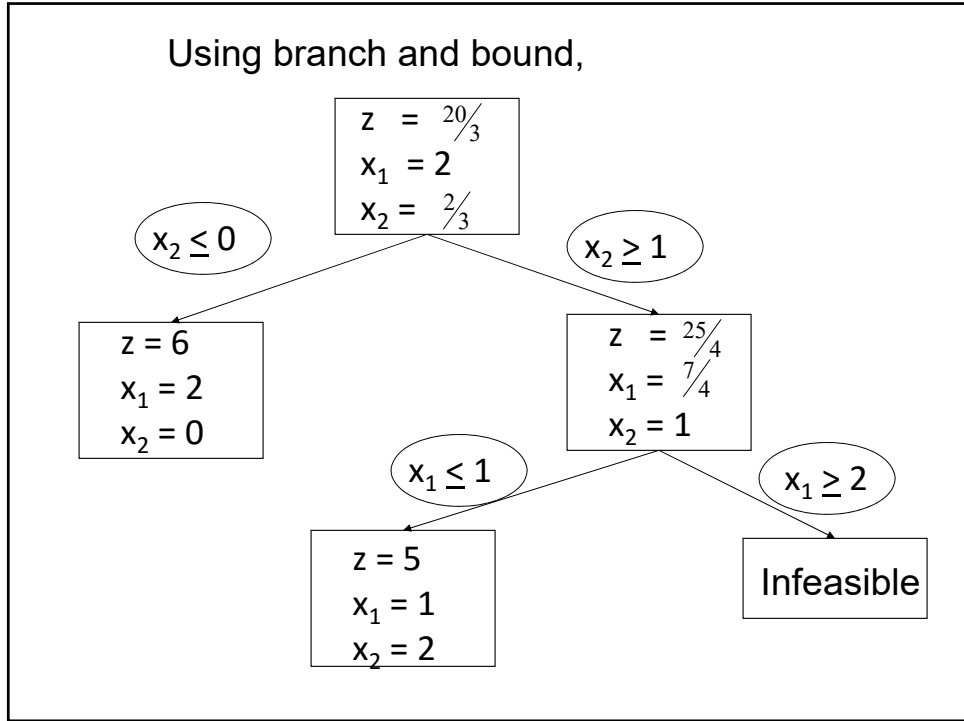 Using branch and bound,
z = 20/3
x₁ = 2
x₂ = 2/3
x₂ ≤ 0
x₂ ≥ 1
z = 6
x₁ = 2
x₂ = 0
z = 25/4
x₁ = 7/4
x₂ = 1
x₁ ≤ 1
x₁ ≥ 2
z = 5
x₁ = 1
x₂ = 2
Infeasible